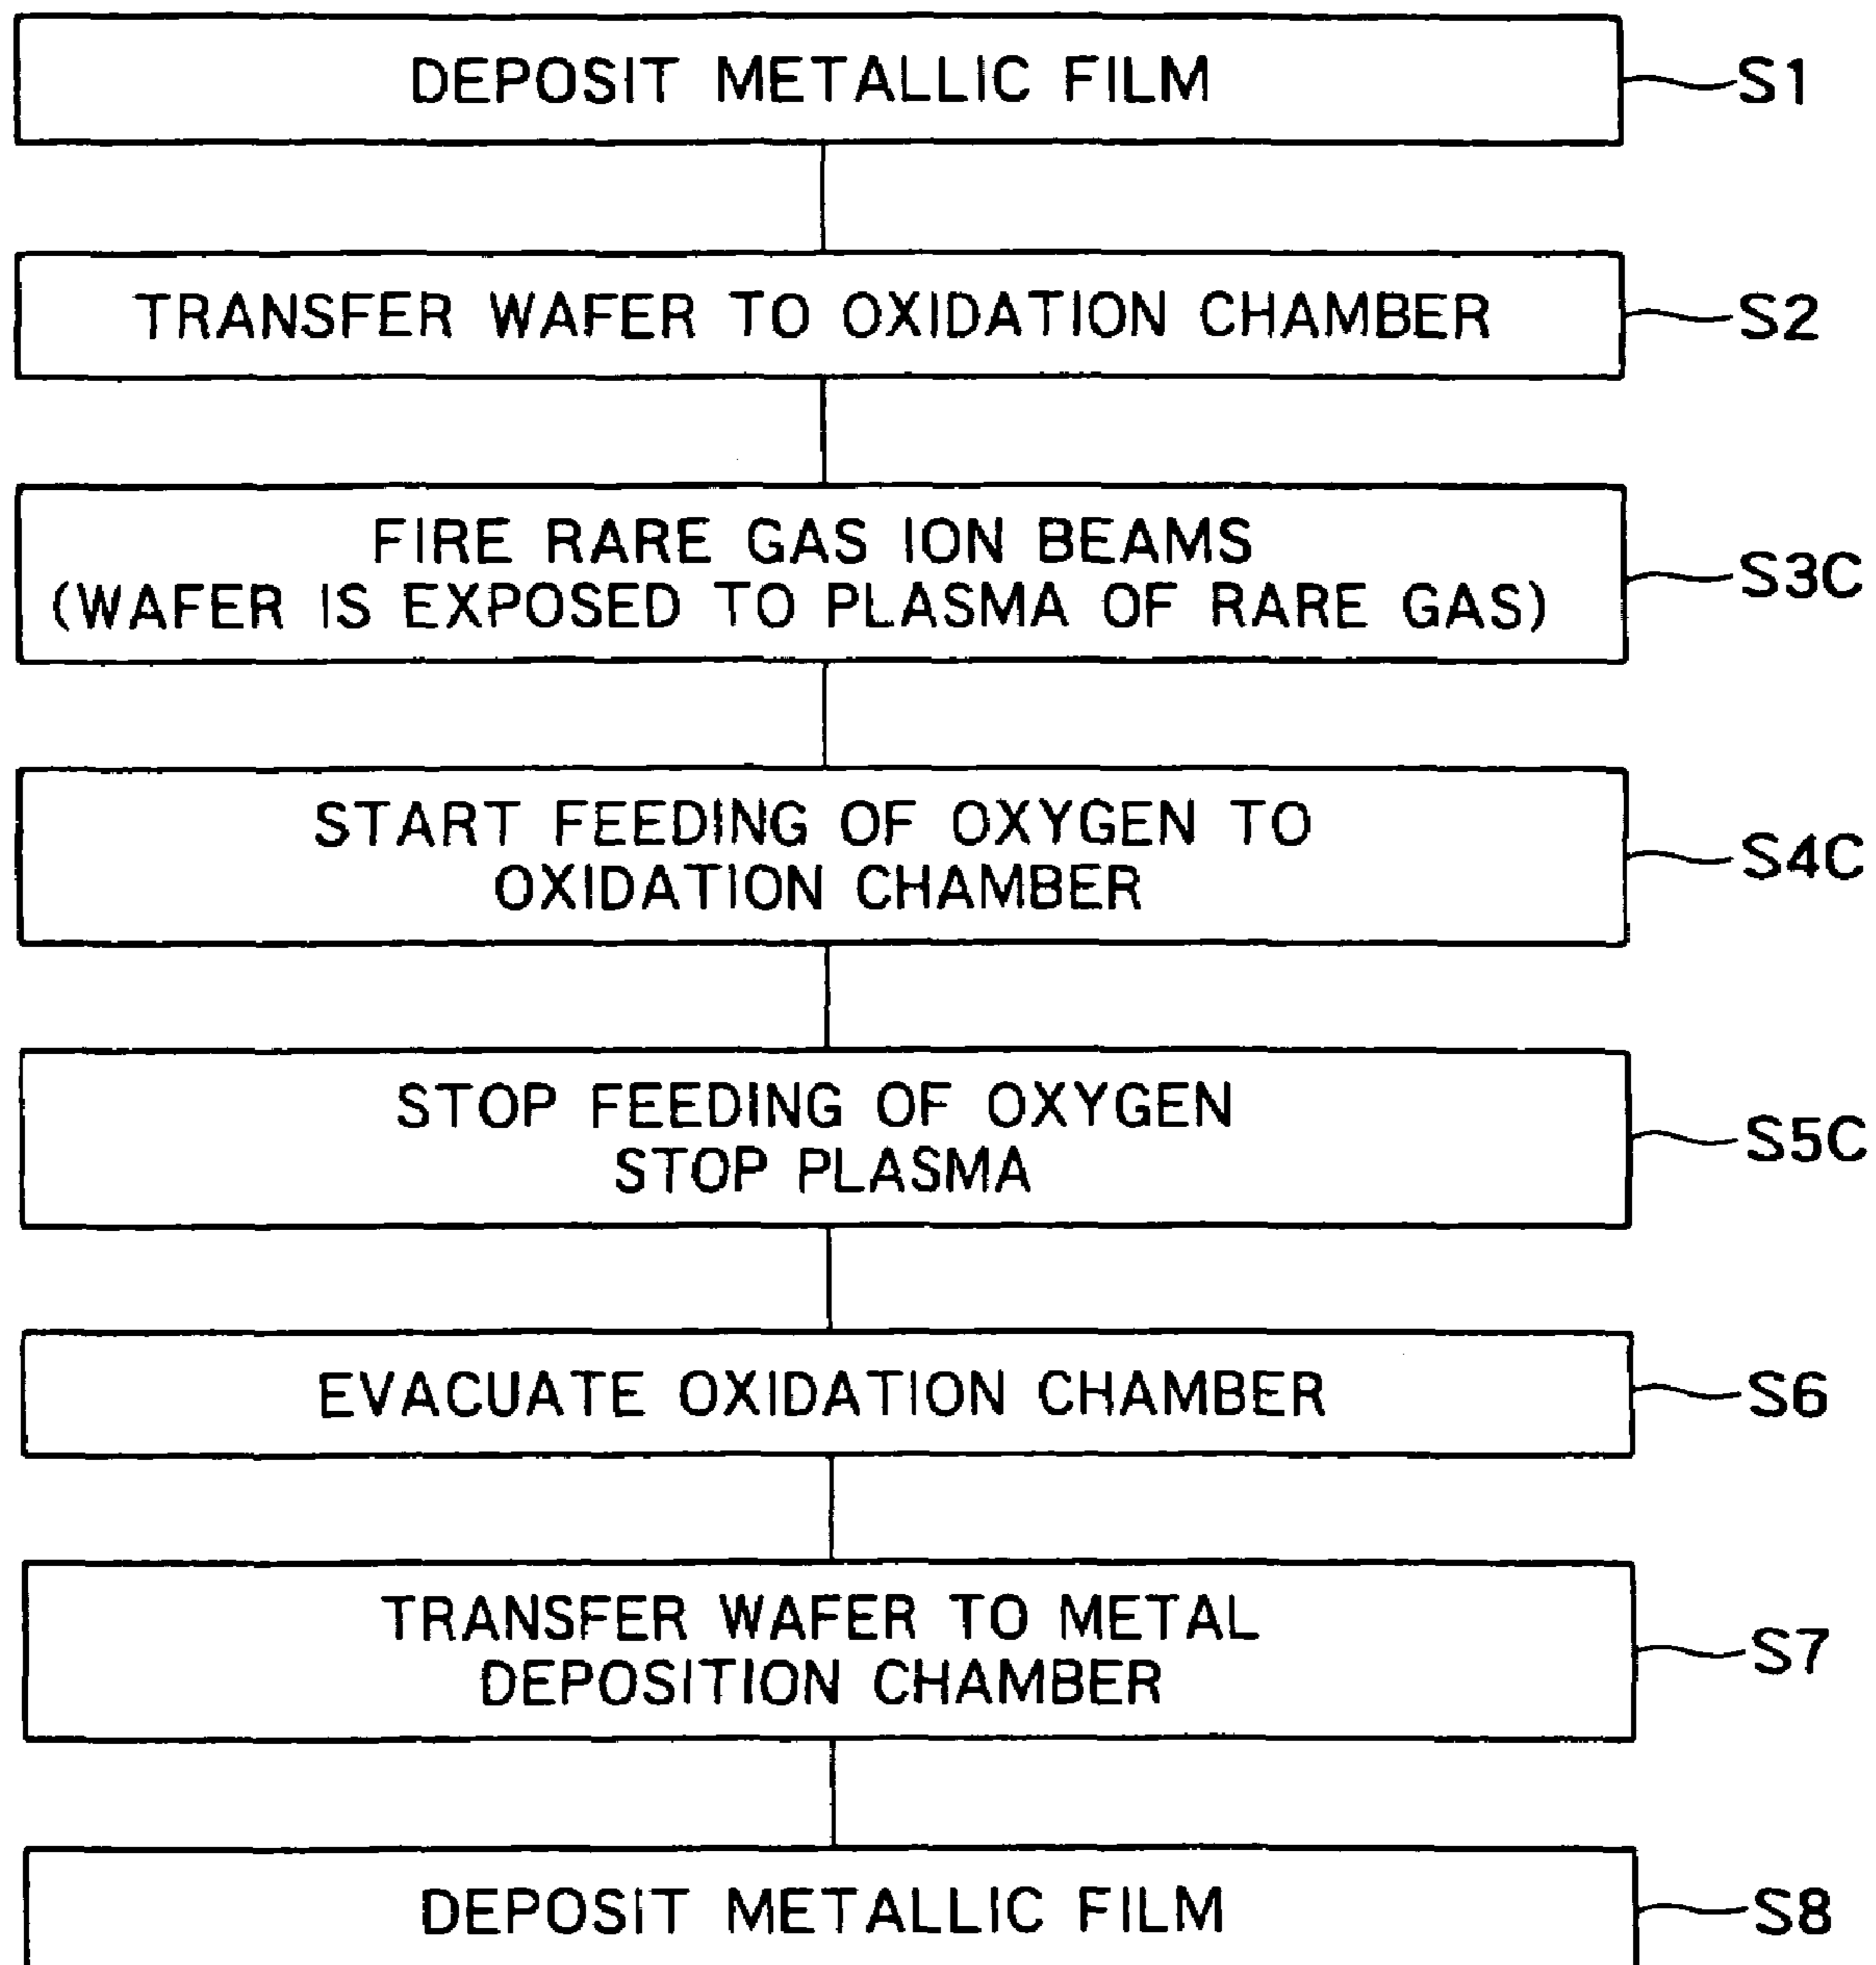 DEPOSIT METALLIC FILM
S1
TRANSFER WAFER TO OXIDATION CHAMBER
S2
FIRE RARE GAS ION BEAMS
(WAFER IS EXPOSED TO PLASMA OF RARE GAS)
S3C
START FEEDING OF OXYGEN TO
OXIDATION CHAMBER
S4C
STOP FEEDING OF OXYGEN
STOP PLASMA
S5C
EVACUATE OXIDATION CHAMBER
S6
TRANSFER WAFER TO METAL
DEPOSITION CHAMBER
S7
DEPOSIT METALLIC FILM
S8